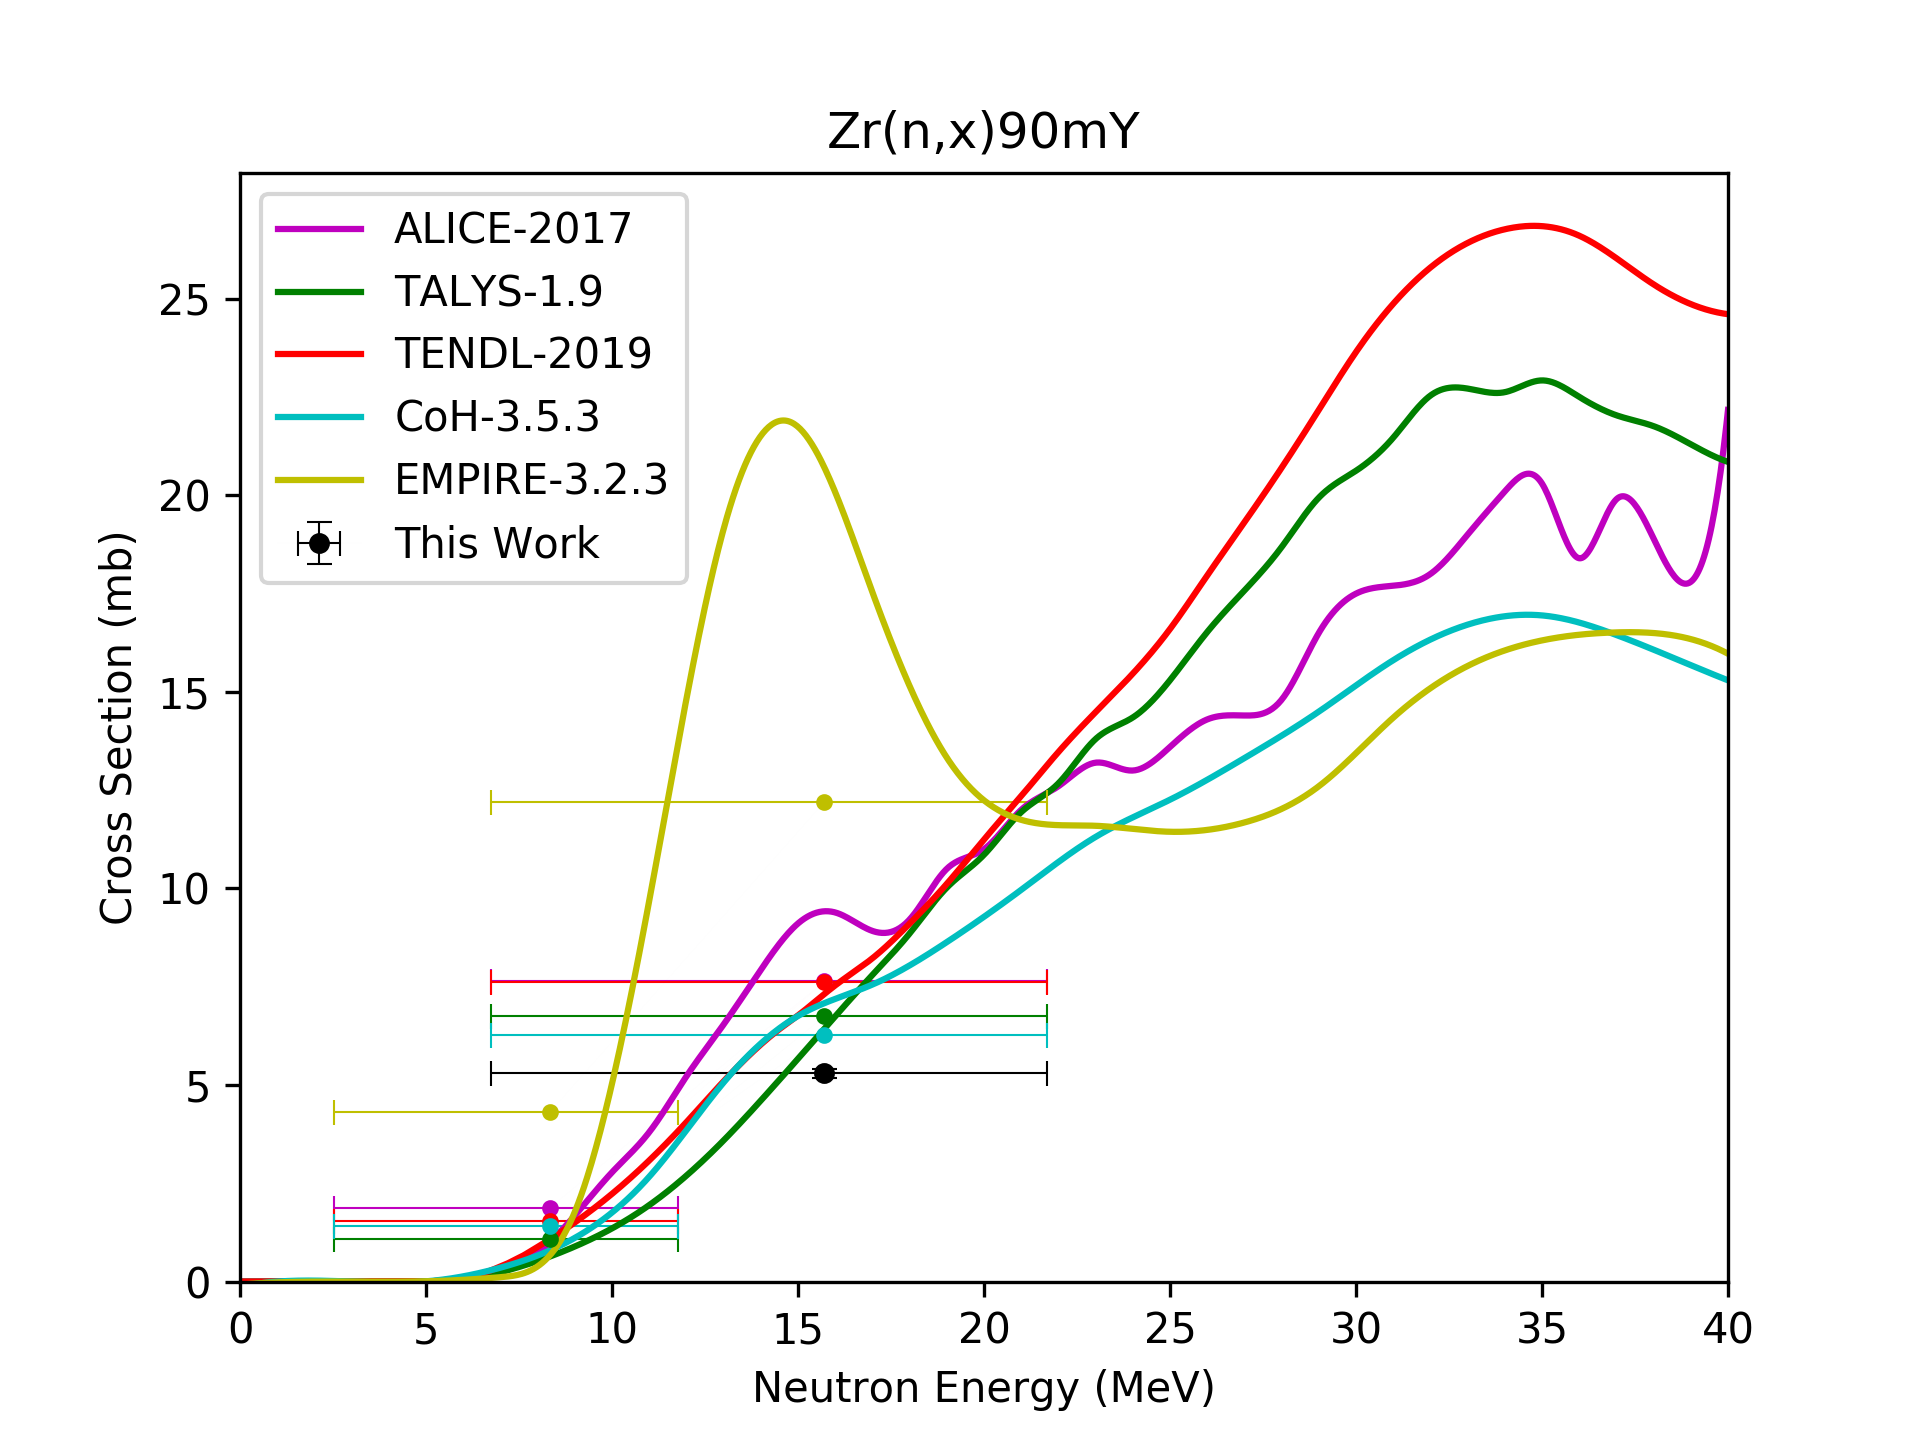 Zr(n,x)90mY
ALICE-2017
TALYS-1.9
TENDL-2019
CoH-3.5.3
EMPIRE-3.2.3
This Work
Cross Section (mb)
25
20
15
10
5
0
0 5 10 15 20 25 30 35 40
Neutron Energy (MeV)